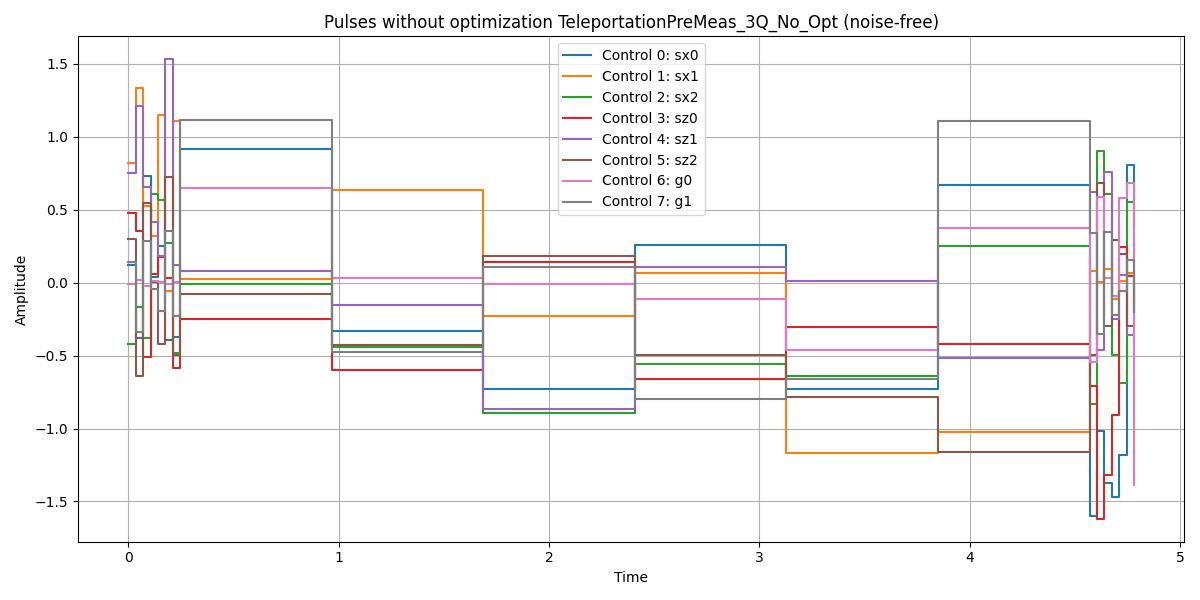 Pulses without optimization TeleportationPreMeas_3Q_No_Opt (noise-free)
Control 0: sx0
Control 1: sx1
Control 2: sx2
Control 3: sz0
Control 4: sz1
Control 5: sz2
Control 6: g0
Control 7: g1
Amplitude
1.5
1.0
0.5
0.0
−0.5
−1.0
−1.5
0 1 2 3 4 5
Time